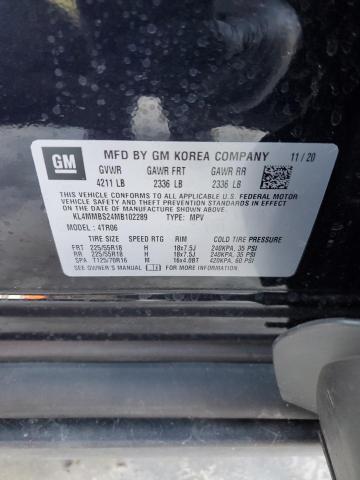 GM
MFD BY GM KOREA COMPANY 11/20
GVWR GAWR FRT GAWR RR
4211 LB 2336 LB 2336 LB
THIS VEHICLE CONFORMS TO ALL APPLICABLE U.S. FEDERAL MOTOR
VEHICLE SAFETY AND THEFT PREVENTION STANDARDS IN EFFECT
ON THE DATE OF MANUFACTURE SHOWN ABOVE.
KL4MMBS24MB102289 TYPE: MPV
MODEL: 4TR06
TIRE SIZE SPEED RTG RIM COLD TIRE PRESSURE
FRT 225/55R18 H 18x7.5J 240KPA, 35 PSI
RR 225/55R18 H 18x7.5J 240KPA, 35 PSI
SPA T125/70R16 M 16x4.0BT 420KPA, 60 PSI
SEE OWNER'S MANUAL